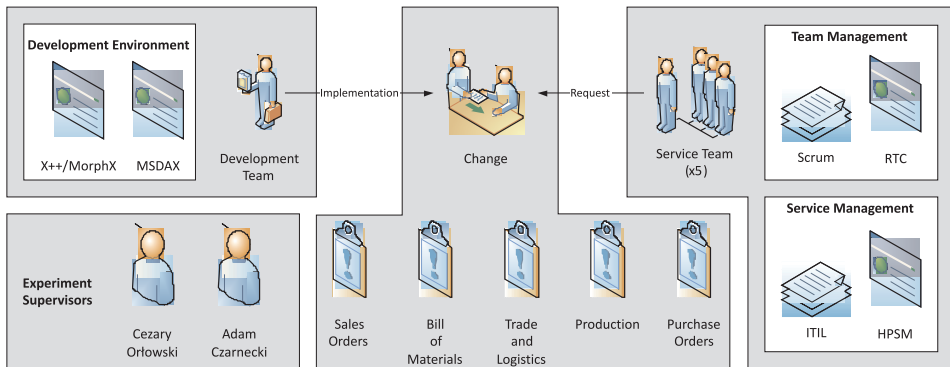 Development Environment
X++/MorphX
MSDAX
Development
Team
Implementation
Change
Request
Service Team
(x5)
Team Management
Scrum
RTC
Service Management
ITIL
HPSM
Experiment
Supervisors
Cezary
Orłowski
Adam
Czarnecki
Sales
Orders
Bill
of
Materials
Trade
and
Logistics
Production
Purchase
Orders